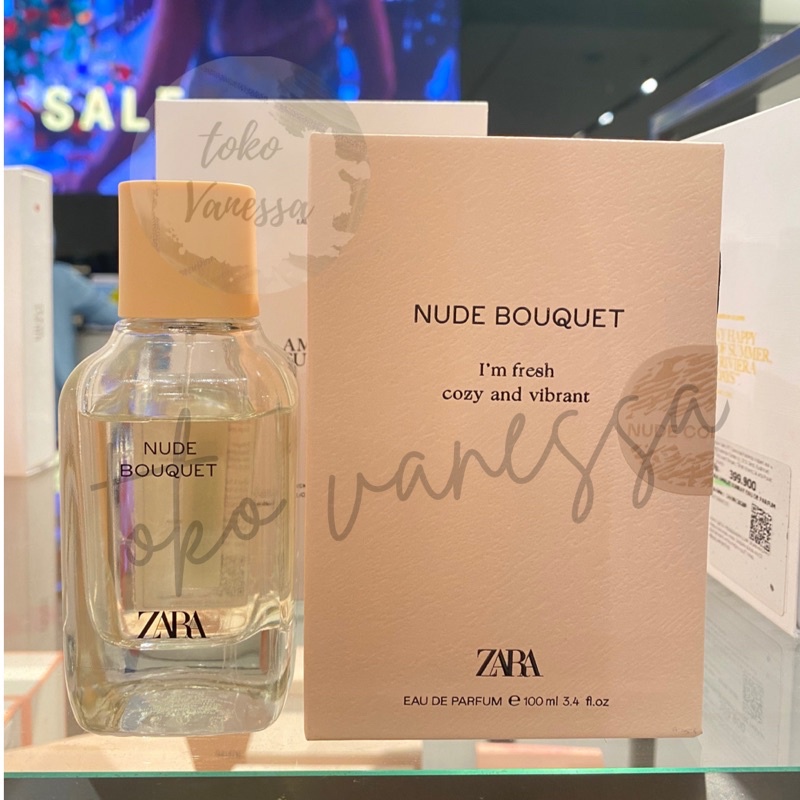 SALE
toko
Vanessa
NUDE BOUQUET
I'm fresh
cozy and vibrant
NUDE
BOUQUET
toko vanessa
ZARA
ZARA
EAU DE PARFUM e 100 ml 3.4 fl.oz
399.900